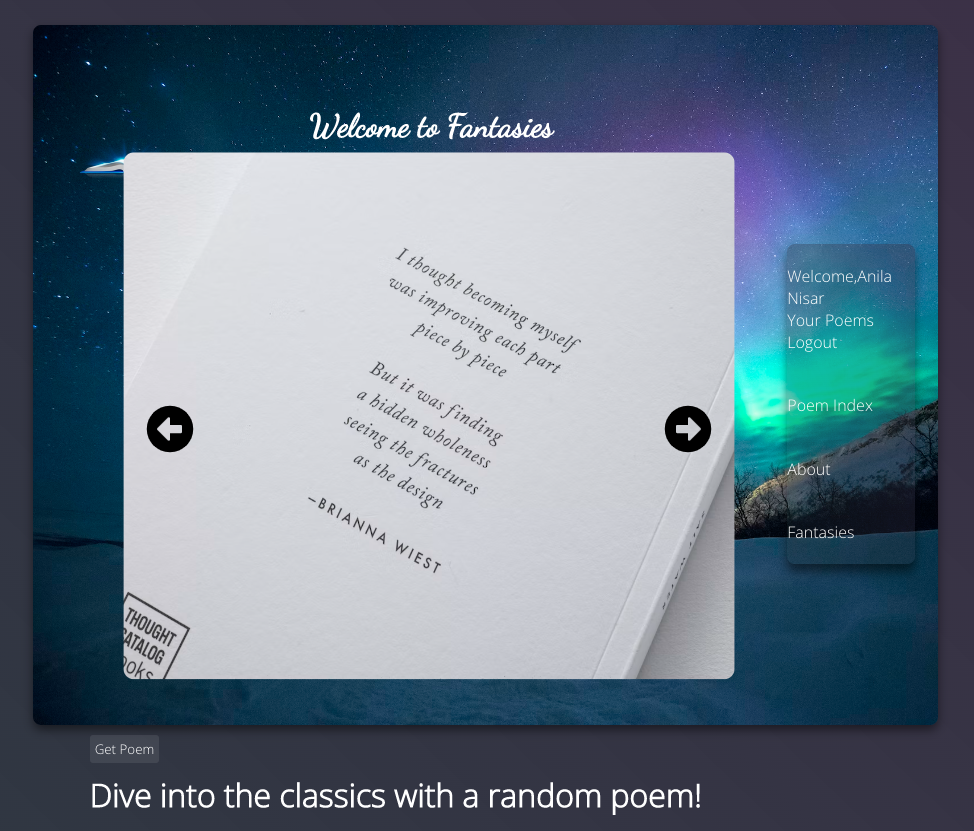 Welcome to Fantasies
I thought becoming myself
was improving each part
piece by piece
But it was finding
a hidden wholeness
seeing the fractures
as the design
–BRIANNA WIEST
THOUGHT
CATALOG
Books
Welcome,Anila
Nisar
Your Poems
Logout
Poem Index
About
Fantasies
Get Poem
Dive into the classics with a random poem!